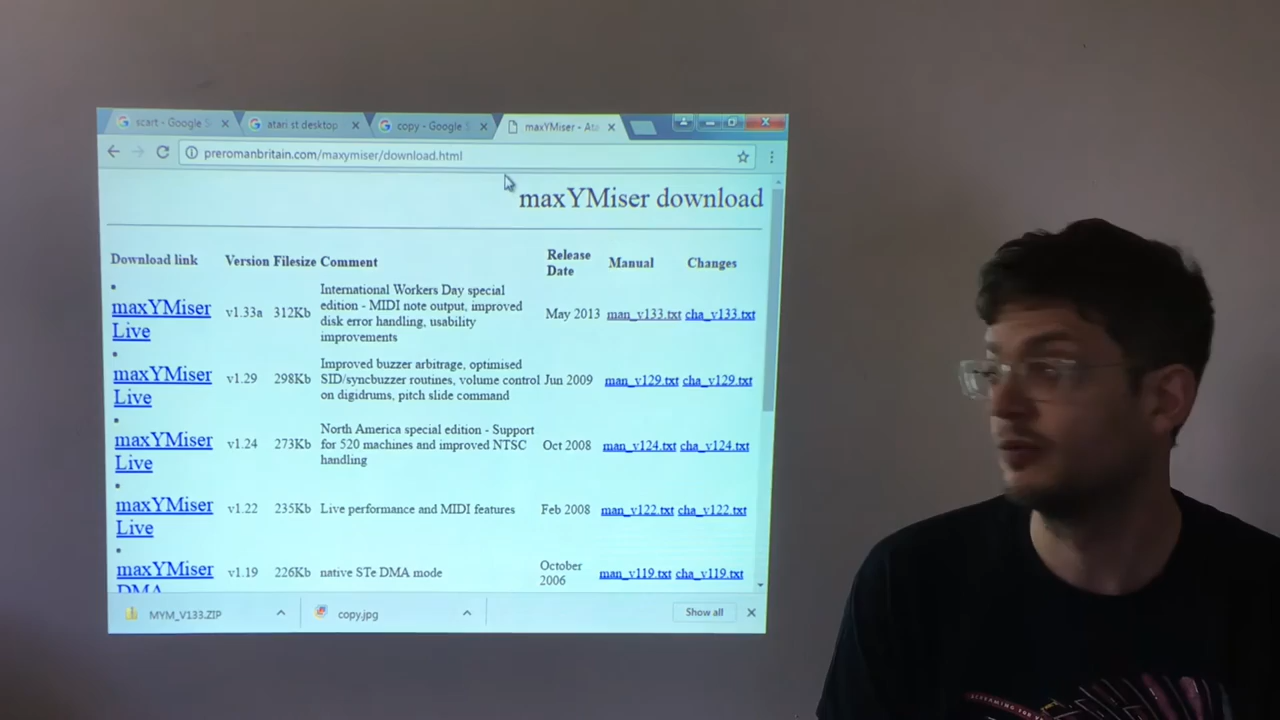 scart - Google S
atari st desktop
copy - Google S
maxYMiser - Ata
preromanbritain.com/maxymiser/download.html
maxYMiser download
Download link Version Filesize Comment Release Date Manual Changes
maxYMiser Live v1.33a 312Kb International Workers Day special edition - MIDI note output, improved disk error handling, usability improvements May 2013 man_v133.txt cha_v133.txt
maxYMiser Live v1.29 298Kb Improved buzzer arbitrage, optimised SID/syncbuzzer routines, volume control on digidrums, pitch slide command Jun 2009 man_v129.txt cha_v129.txt
maxYMiser Live v1.24 273Kb North America special edition - Support for 520 machines and improved NTSC handling Oct 2008 man_v124.txt cha_v124.txt
maxYMiser Live v1.22 235Kb Live performance and MIDI features Feb 2008 man_v122.txt cha_v122.txt
maxYMiser DMA v1.19 226Kb native STe DMA mode October 2006 man_v119.txt cha_v119.txt
MYM_V133.ZIP
copy.jpg
Show all
SCREAMING FOR